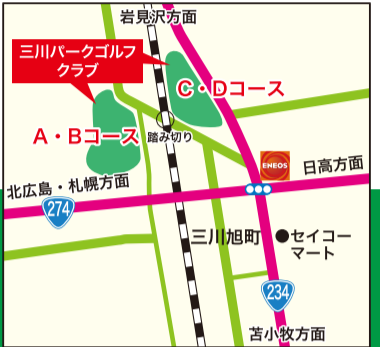 岩見沢方面
三川パークゴルフ
クラブ
C・Dコース
A・Bコース
踏み切り
ENEOS
日高方面
北広島・札幌方面
274
三川旭町
セイコー
マート
234
苫小牧方面